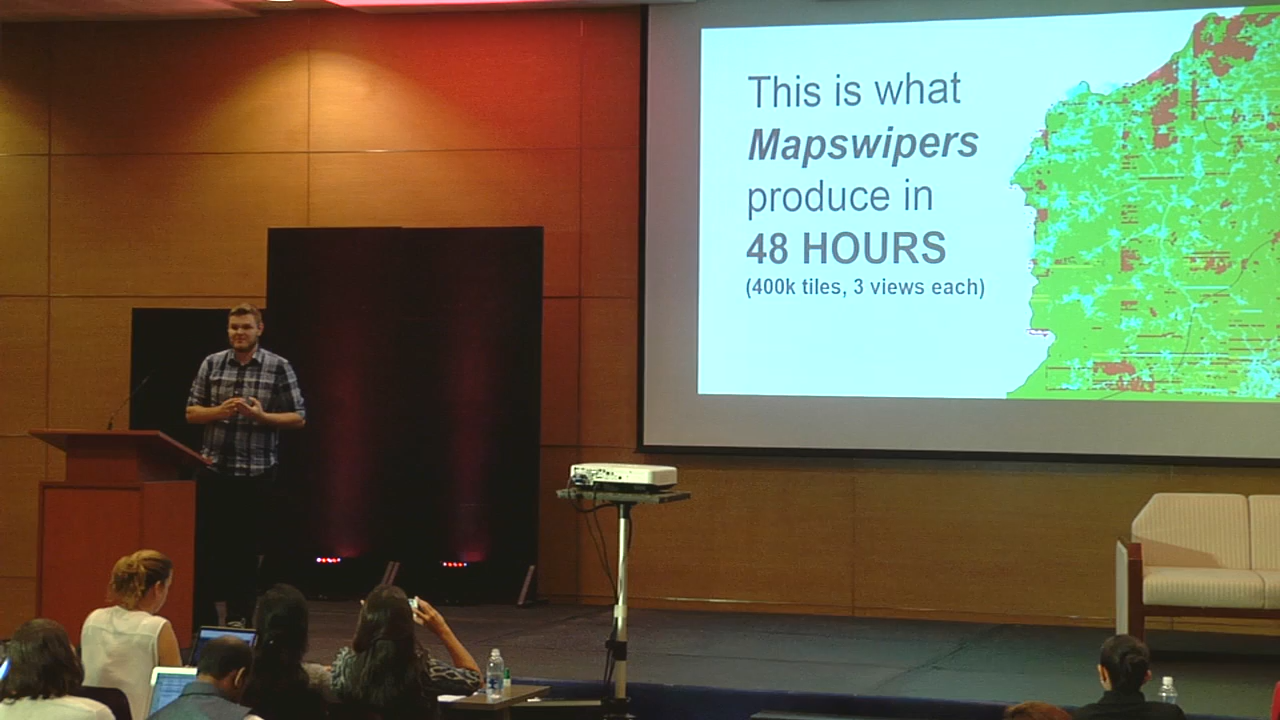 This is what
Mapswipers
produce in
48 HOURS
(400k tiles, 3 views each)